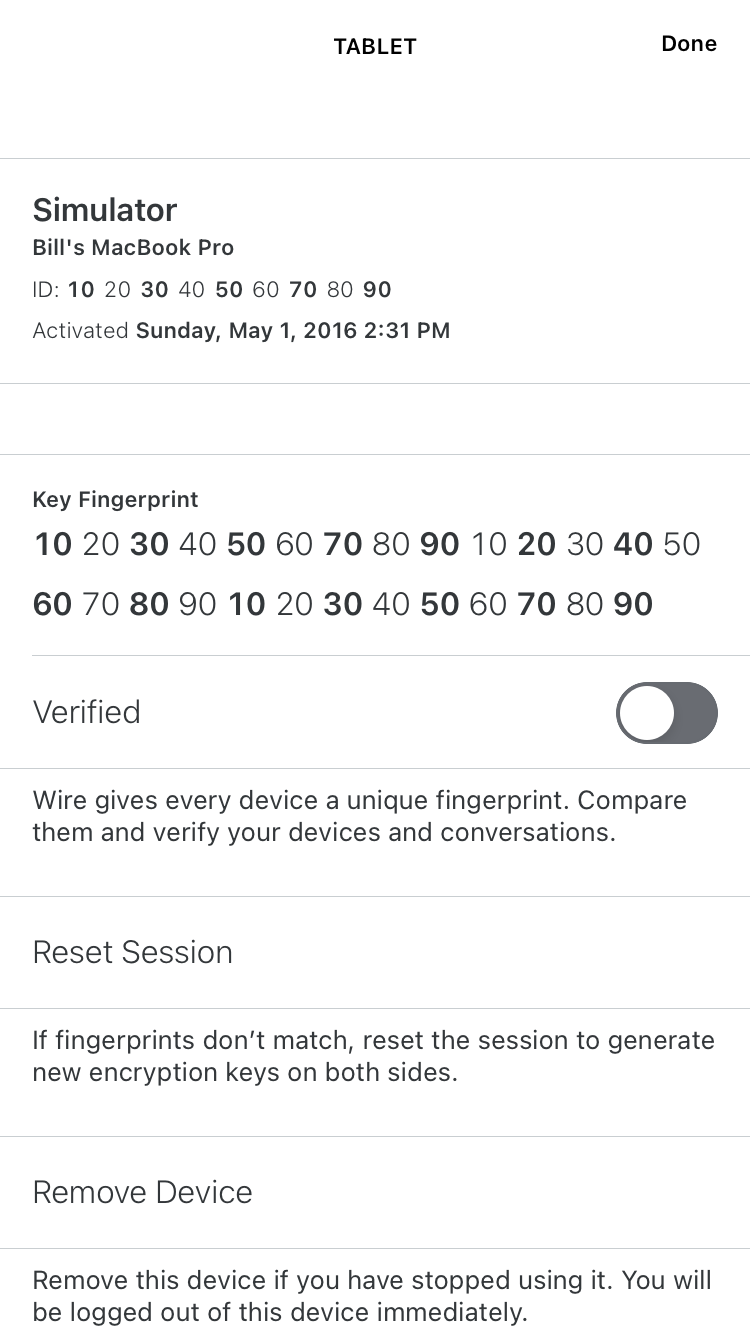 TABLET
Done
Simulator
Bill's MacBook Pro
ID: 10 20 30 40 50 60 70 80 90
Activated Sunday, May 1, 2016 2:31 PM
Key Fingerprint
10 20 30 40 50 60 70 80 90 10 20 30 40 50
60 70 80 90 10 20 30 40 50 60 70 80 90
Verified
Wire gives every device a unique fingerprint. Compare
them and verify your devices and conversations.
Reset Session
If fingerprints don’t match, reset the session to generate
new encryption keys on both sides.
Remove Device
Remove this device if you have stopped using it. You will
be logged out of this device immediately.